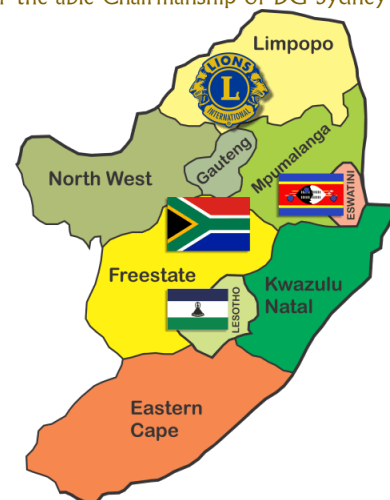 the able Chairmanship of DG Sydney
Limpopo
LIONS
L
INTERNATIONAL
Gauteng
Mpumalanga
North West
ESWATINI
Freestate
Kwazulu
Natal
LESOTHO
Eastern
Cape